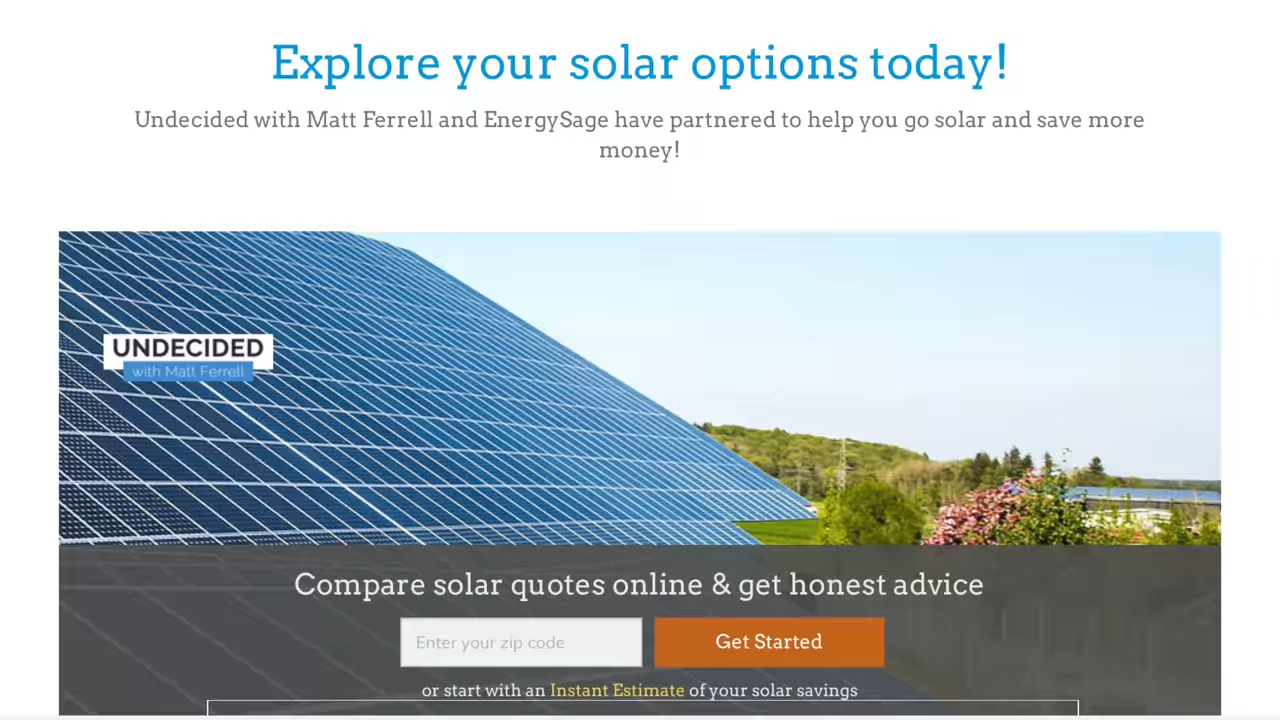 Explore your solar options today!
Undecided with Matt Ferrell and EnergySage have partnered to help you go solar and save more
money!
UNDECIDED
with Matt Ferrell
Compare solar quotes online & get honest advice
Enter your zip code
Get Started
or start with an Instant Estimate of your solar savings